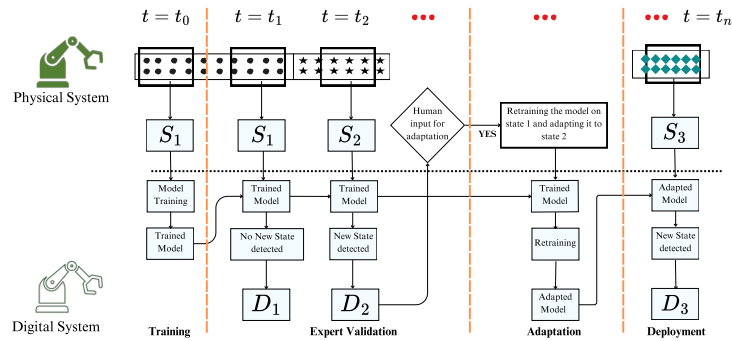 t = t0
t = t1
t = t2
t = tn
Physical System
S1
S1
S2
Human
input for
adaptation
YES
Retraining the model on
state 1 and adapting it to
state 2
S3
Model
Training
Trained
Model
Trained
Model
Trained
Model
Trained
Model
Adapted
Model
No New State
detected
New State
detected
Retraining
New State
detected
D1
D2
Adapted
Model
D3
Digital System
Training
Expert Validation
Adaptation
Deployment